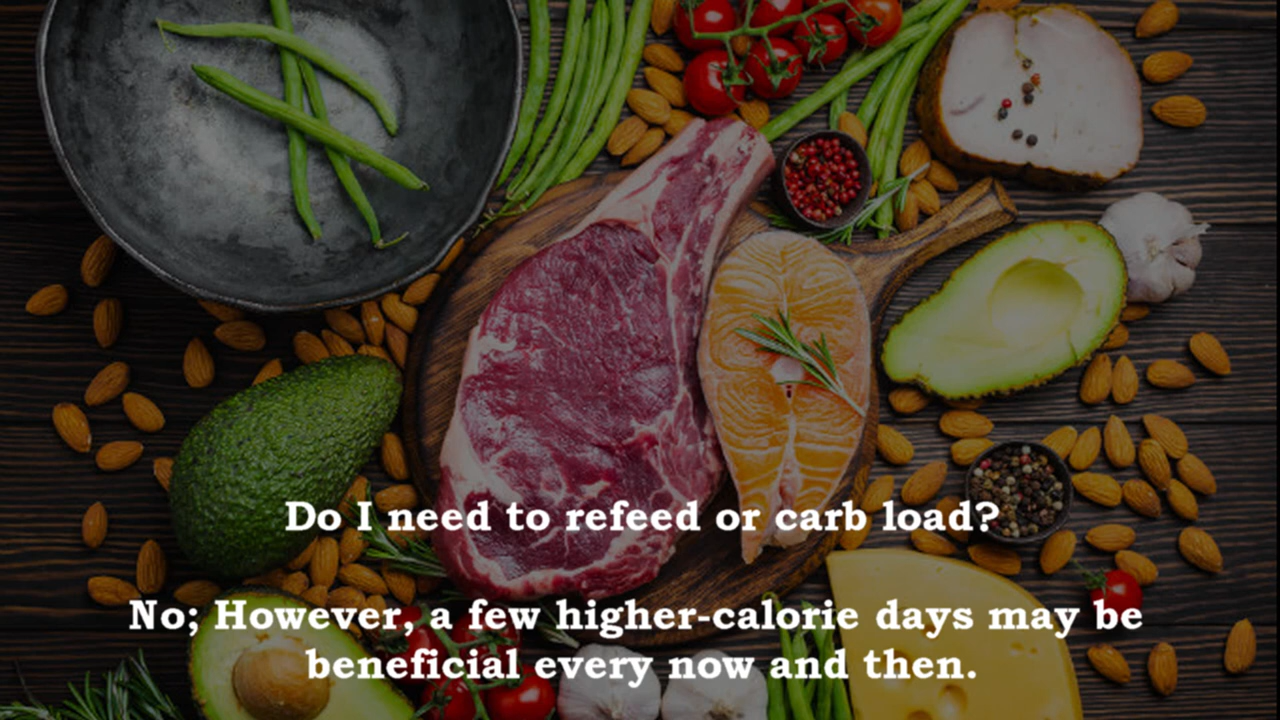 Do I need to refeed or carb load?
No; However, a few higher-calorie days may be
beneficial every now and then.